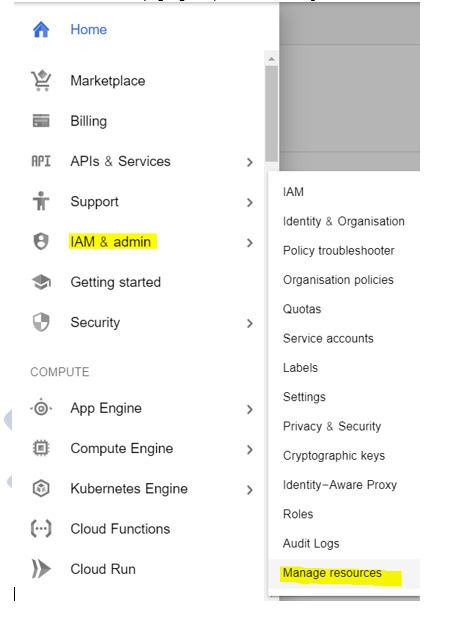 Home
Marketplace
Billing
API APIs & Services
Support
IAM & admin
Getting started
Security
COMPUTE
App Engine
Compute Engine
Kubernetes Engine
Cloud Functions
Cloud Run
IAM
Identity & Organisation
Policy troubleshooter
Organisation policies
Quotas
Service accounts
Labels
Settings
Privacy & Security
Cryptographic keys
Identity-Aware Proxy
Roles
Audit Logs
Manage resources